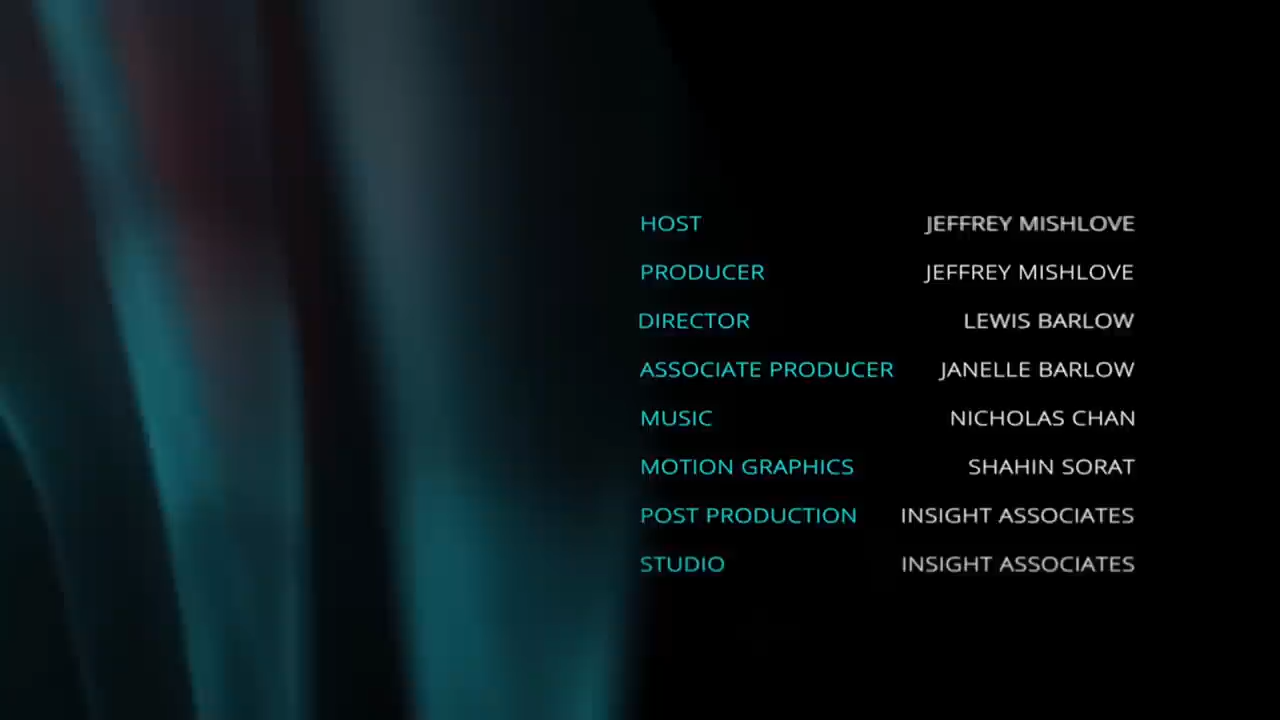 HOST JEFFREY MISHLOVE
PRODUCER JEFFREY MISHLOVE
DIRECTOR LEWIS BARLOW
ASSOCIATE PRODUCER JANELLE BARLOW
MUSIC NICHOLAS CHAN
MOTION GRAPHICS SHAHIN SORAT
POST PRODUCTION INSIGHT ASSOCIATES
STUDIO INSIGHT ASSOCIATES